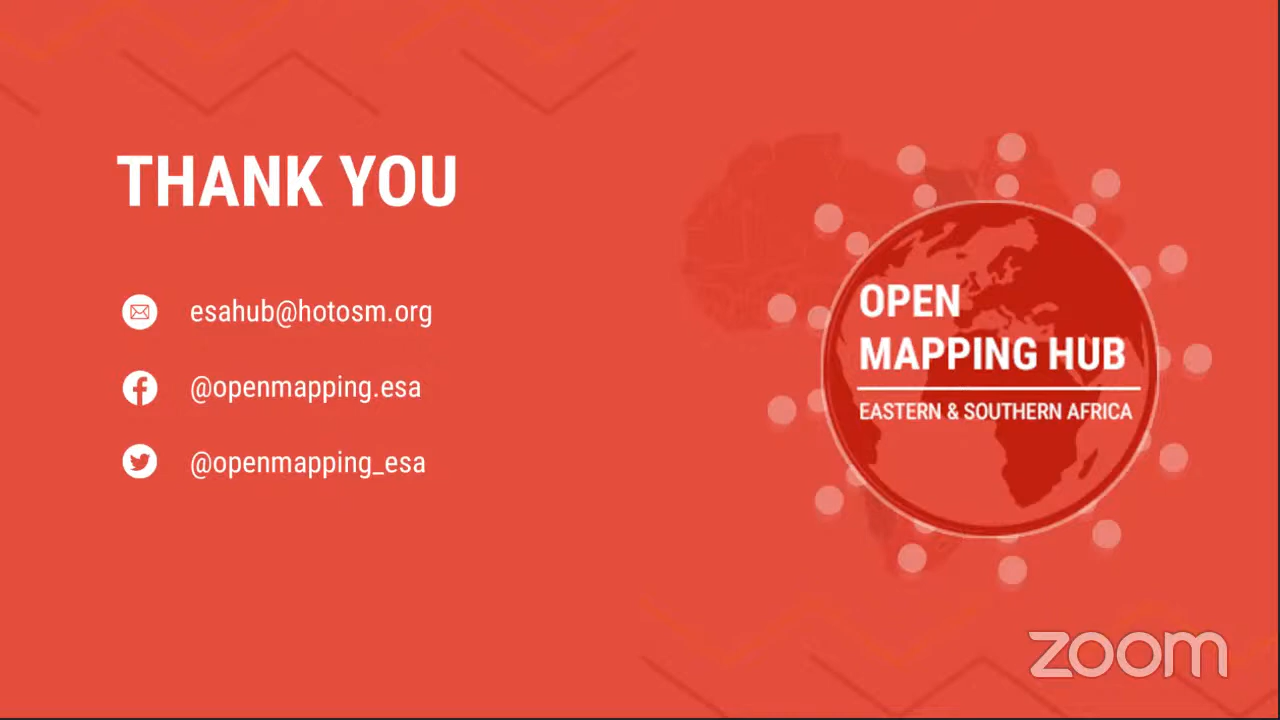 THANK YOU
esahub@hotosm.org
@openmapping.esa
@openmapping_esa
OPEN
MAPPING HUB
EASTERN & SOUTHERN AFRICA
zoom